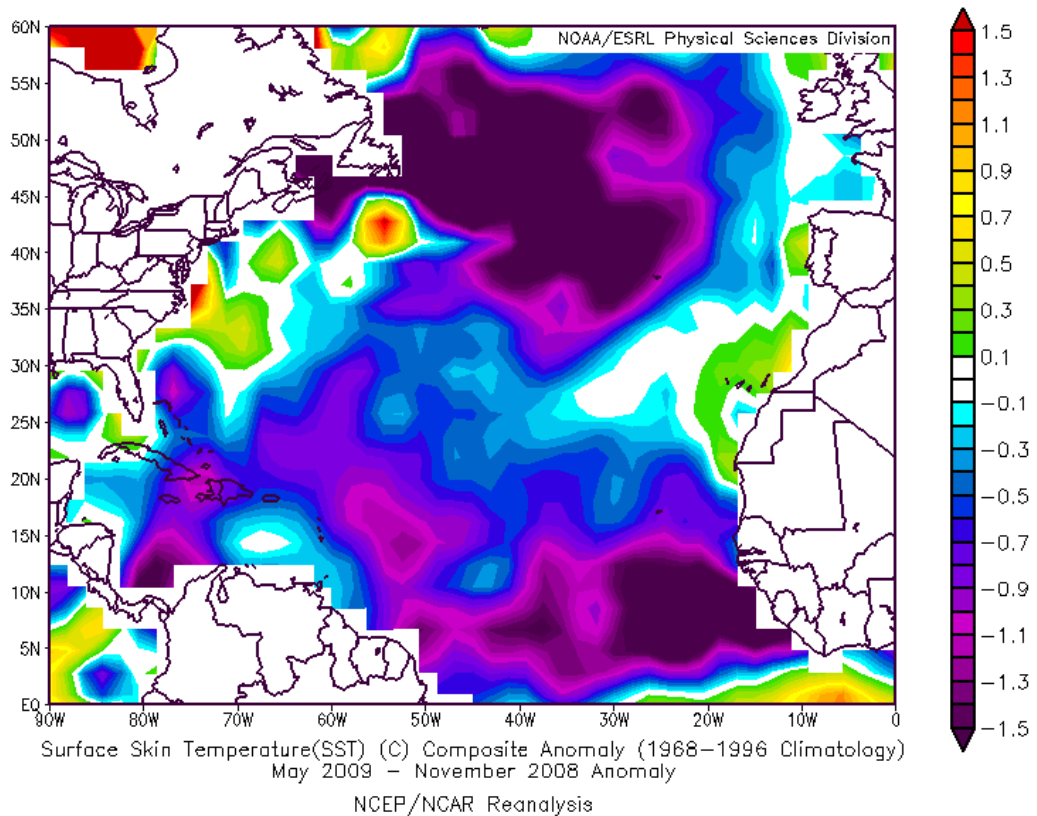 NOAA/ESRL Physical Sciences Division
60N
55N
50N
45N
40N
35N
30N
25N
20N
15N
10N
5N
EQ
90W 80W 70W 60W 50W 40W 30W 20W 10W 0
1.5
1.3
1.1
0.9
0.7
0.5
0.3
0.1
−0.1
−0.3
−0.5
−0.7
−0.9
−1.1
−1.3
−1.5
Surface Skin Temperature(SST) (C) Composite Anomaly (1968−1996 Climatology)
May 2009 − November 2008 Anomaly
NCEP/NCAR Reanalysis